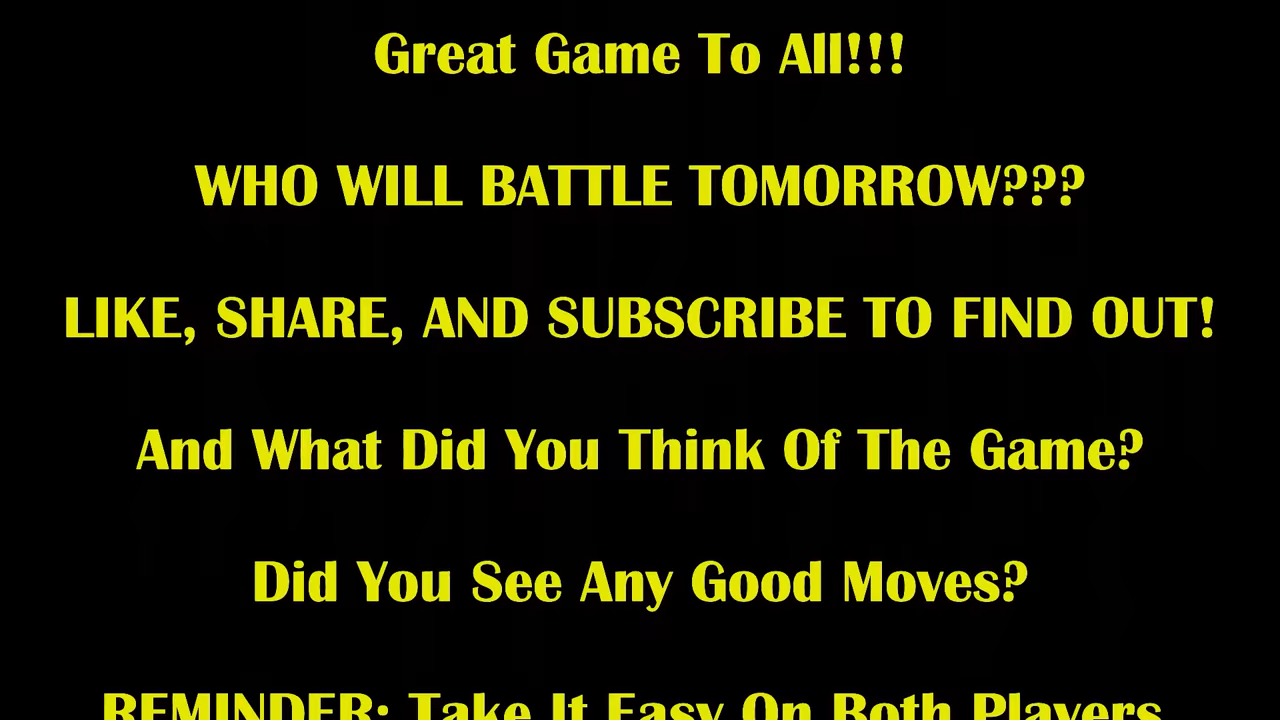 Great Game To All!!!
WHO WILL BATTLE TOMORROW???
LIKE, SHARE, AND SUBSCRIBE TO FIND OUT!
And What Did You Think Of The Game?
Did You See Any Good Moves?
REMINDER: Take It Easy On Both Players